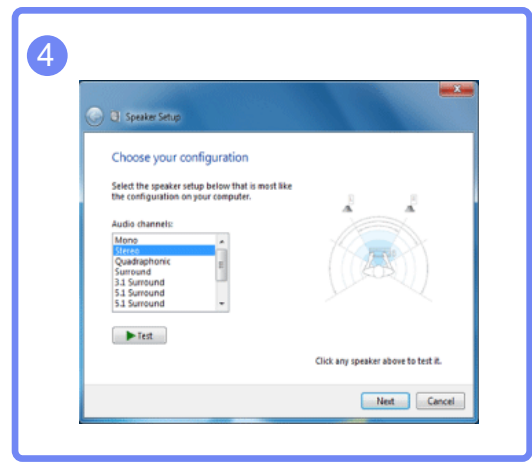 4
Speaker Setup
Choose your configuration
Select the speaker setup below that is most like
the configuration on your computer.
Audio channels:
Mono
Stereo
Quadraphonic
Surround
3.1 Surround
5.1 Surround
5.1 Surround
Test
Click any speaker above to test it.
Next
Cancel